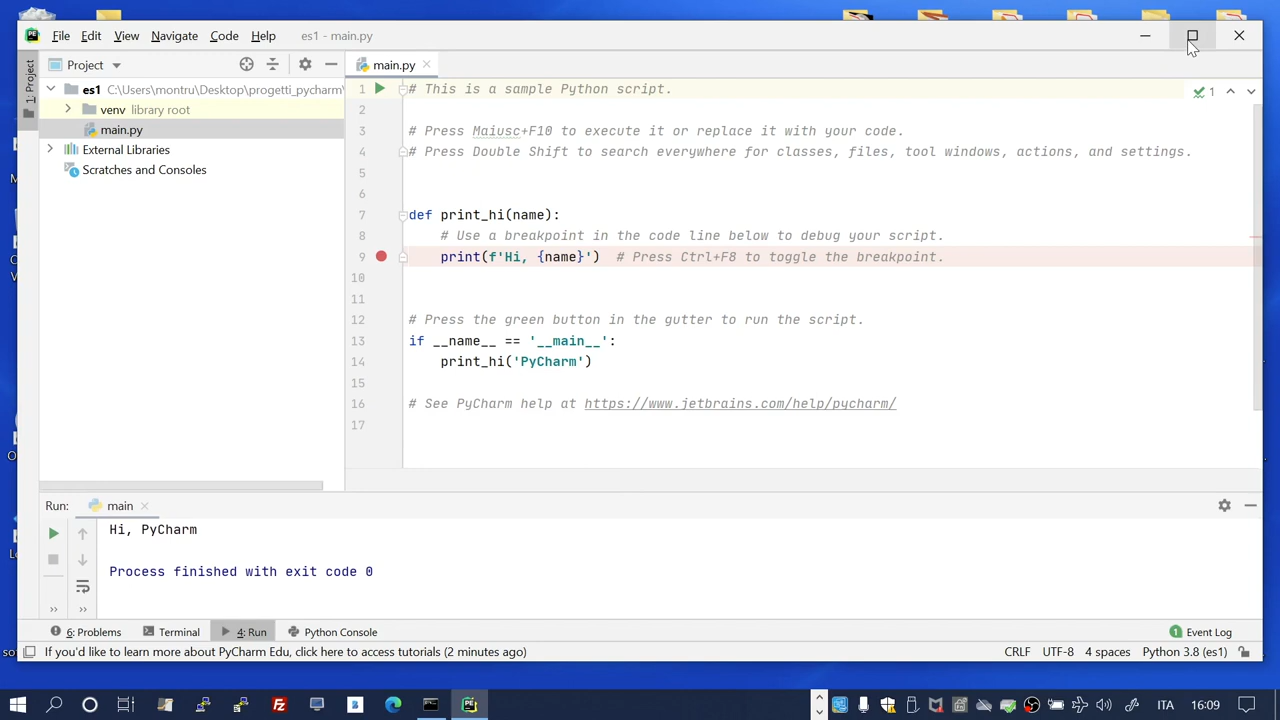 PE File Edit View Navigate Code Help es1 - main.py
Project
main.py
1: Project
es1 C:\Users\montru\Desktop\progetti_pycharm\
venv library root
main.py
External Libraries
Scratches and Consoles
1 # This is a sample Python script.
1
2
3 # Press Maiusc+F10 to execute it or replace it with your code.
4 # Press Double Shift to search everywhere for classes, files, tool windows, actions, and settings.
5
6
7 def print_hi(name):
8 # Use a breakpoint in the code line below to debug your script.
9 print(f'Hi, {name}')  # Press Ctrl+F8 to toggle the breakpoint.
10
11
12 # Press the green button in the gutter to run the script.
13 if __name__ == '__main__':
14 print_hi('PyCharm')
15
16 # See PyCharm help at https://www.jetbrains.com/help/pycharm/
17
Run: main
Hi, PyCharm
Process finished with exit code 0
6: Problems Terminal 4: Run Python Console 1 Event Log
If you'd like to learn more about PyCharm Edu, click here to access tutorials (2 minutes ago) CRLF UTF-8 4 spaces Python 3.8 (es1)
PE ITA 16:09